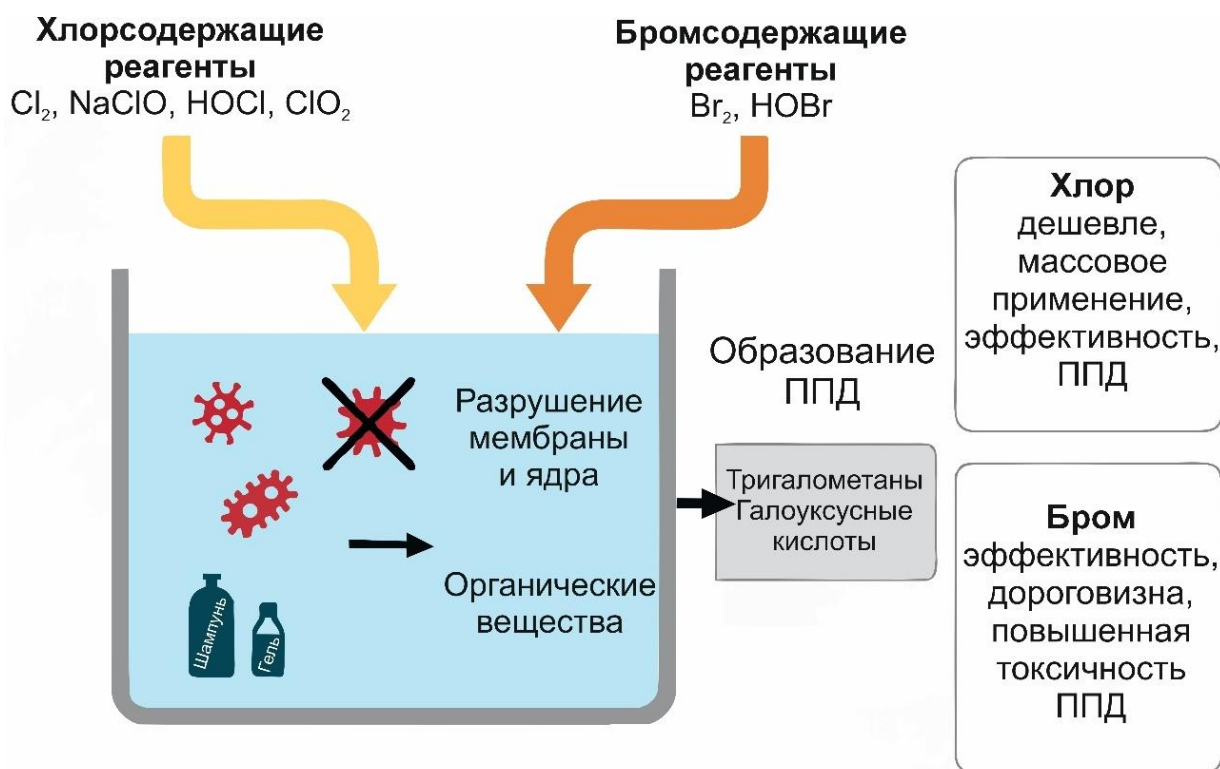 Хлорсодержащие
реагенты
Cl₂, NaClO, HOCl, ClO₂
Бромсодержащие
реагенты
Br₂, HOBr
Разрушение
мембраны
и ядра
Органические
вещества
Шампунь
Гель
Образование
ППД
Тригалометаны
Галоуксусные
кислоты
Хлор
дешевле,
массовое
применение,
эффективность,
ППД
Бром
эффективность,
дороговизна,
повышенная
токсичность
ППД